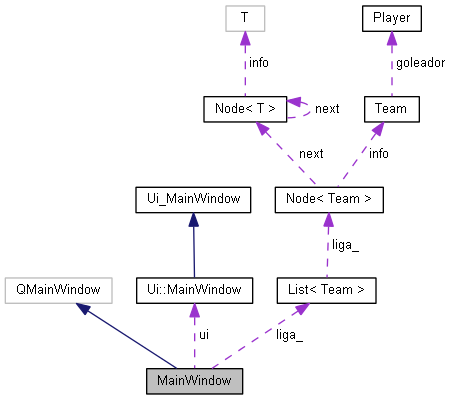 T
Player
info
goleador
Node< T >
next
Team
next
info
Ui_MainWindow
Node< Team >
liga_
QMainWindow
Ui::MainWindow
List< Team >
ui
liga_
MainWindow